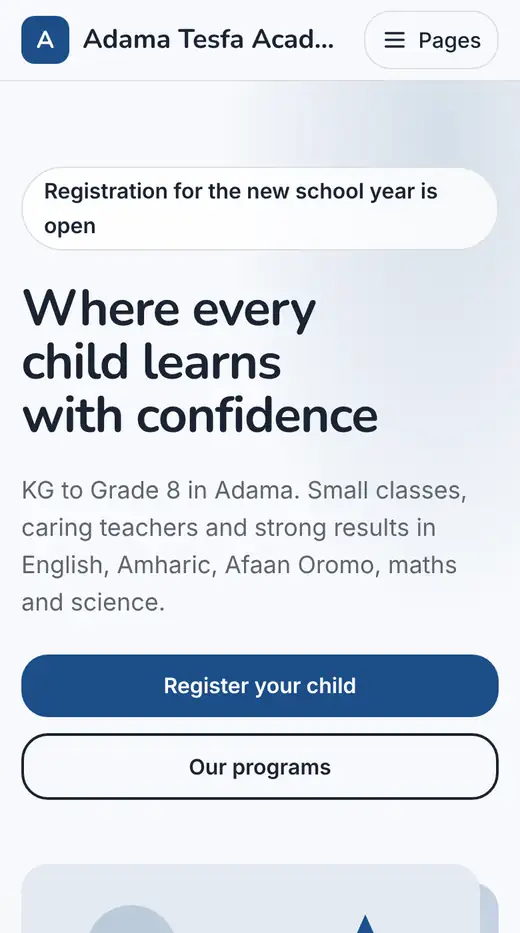 A
Adama Tesfa Acad...
Pages
Registration for the new school year is
open
Where every
child learns
with confidence
KG to Grade 8 in Adama. Small classes,
caring teachers and strong results in
English, Amharic, Afaan Oromo, maths
and science.
Register your child
Our programs